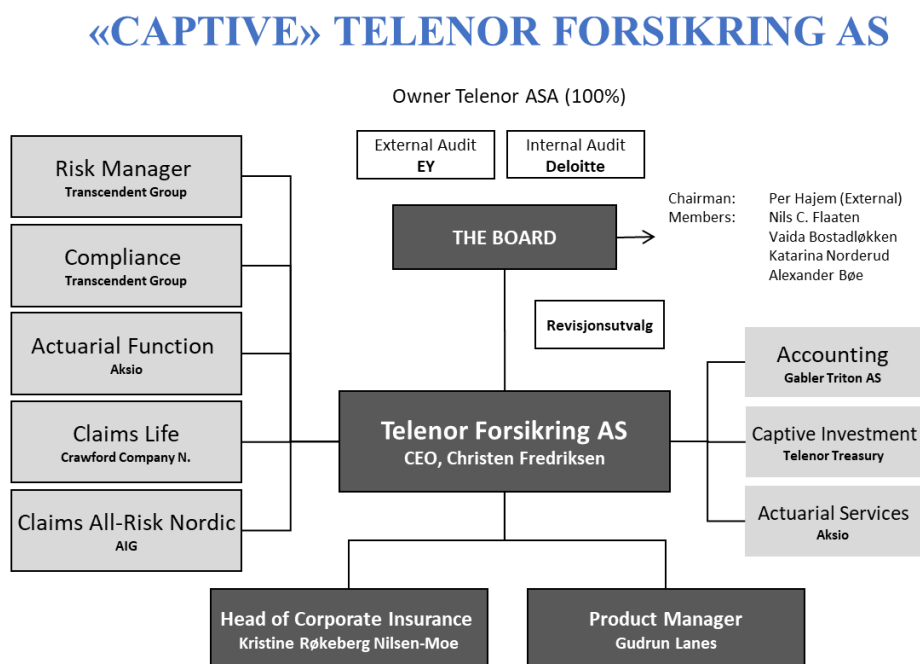 «CAPTIVE» TELENOR FORSIKRING AS
Owner Telenor ASA (100%)
External Audit
EY
Internal Audit
Deloitte
Risk Manager
Transcendent Group
Compliance
Transcendent Group
Actuarial Function
Aksio
Claims Life
Crawford Company N.
Claims All-Risk Nordic
AIG
THE BOARD
Chairman: Per Hajem (External)
Members: Nils C. Flaaten
Vaida Bostadløkken
Katarina Norderud
Alexander Bøe
Revisjonsutvalg
Telenor Forsikring AS
CEO, Christen Fredriksen
Accounting
Gabler Triton AS
Captive Investment
Telenor Treasury
Actuarial Services
Aksio
Head of Corporate Insurance
Kristine Røkeberg Nilsen-Moe
Product Manager
Gudrun Lanes